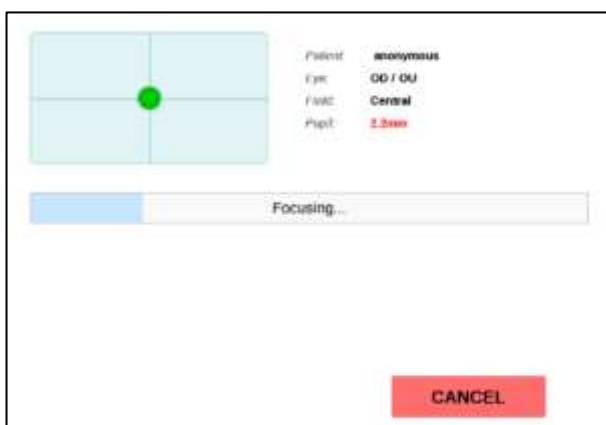 Patient: anonymous
Eye: OD / OU
Field: Central
Pupil: 2.2mm
Focusing...
CANCEL